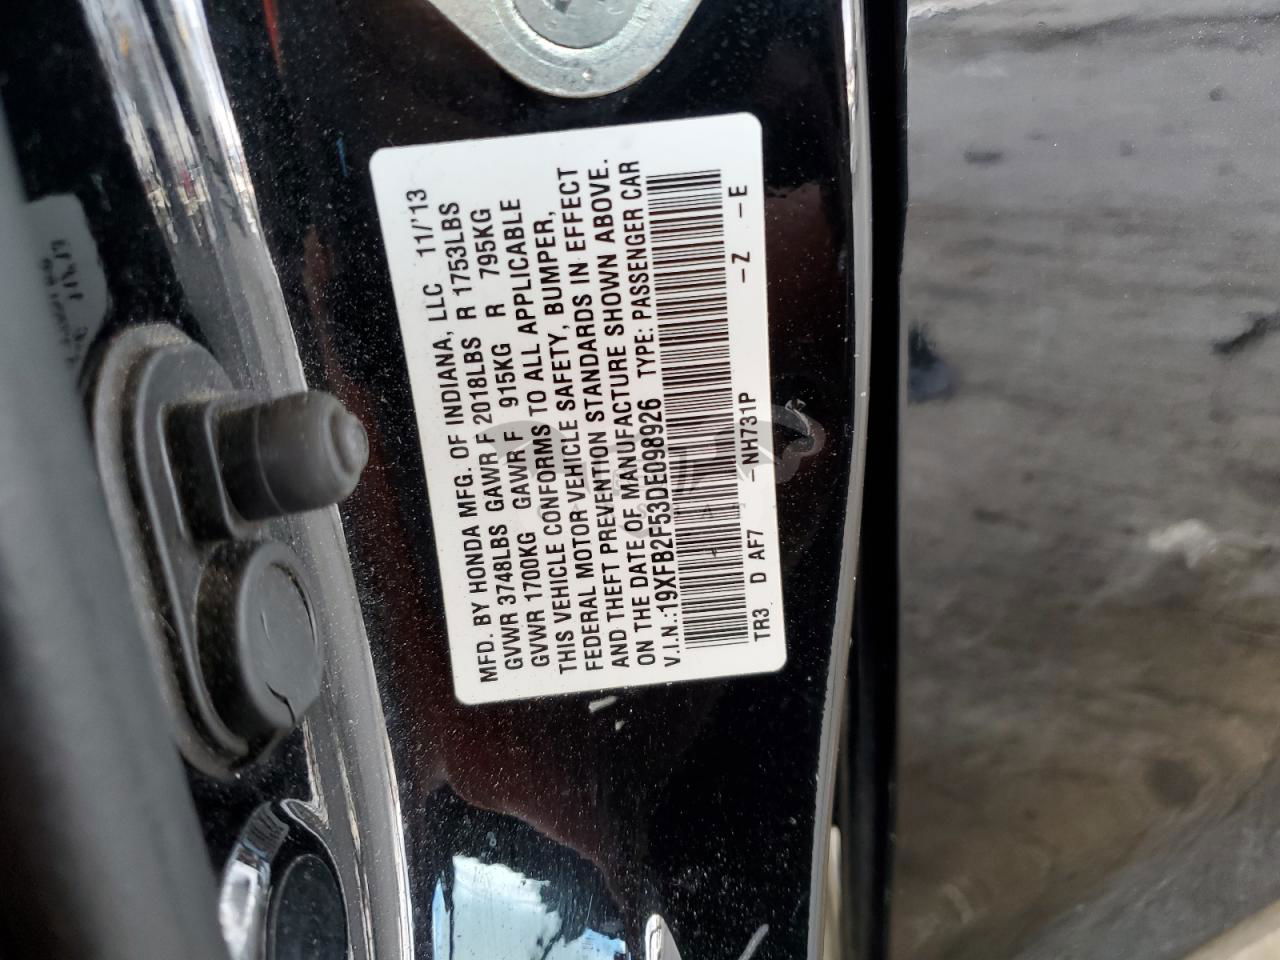 MFD. BY HONDA MFG. OF INDIANA, LLC 11/13
GVWR 3748LBS GAWR F 2018LBS R 1753LBS
GVWR 1700KG GAWR F 915KG R 795KG
THIS VEHICLE CONFORMS TO ALL APPLICABLE
FEDERAL MOTOR VEHICLE SAFETY, BUMPER,
AND THEFT PREVENTION STANDARDS IN EFFECT
ON THE DATE OF MANUFACTURE SHOWN ABOVE.
V.I.N.:19XFB2F53DE098926 TYPE: PASSENGER CAR
TR3 D AF7 -NH731P -Z -E